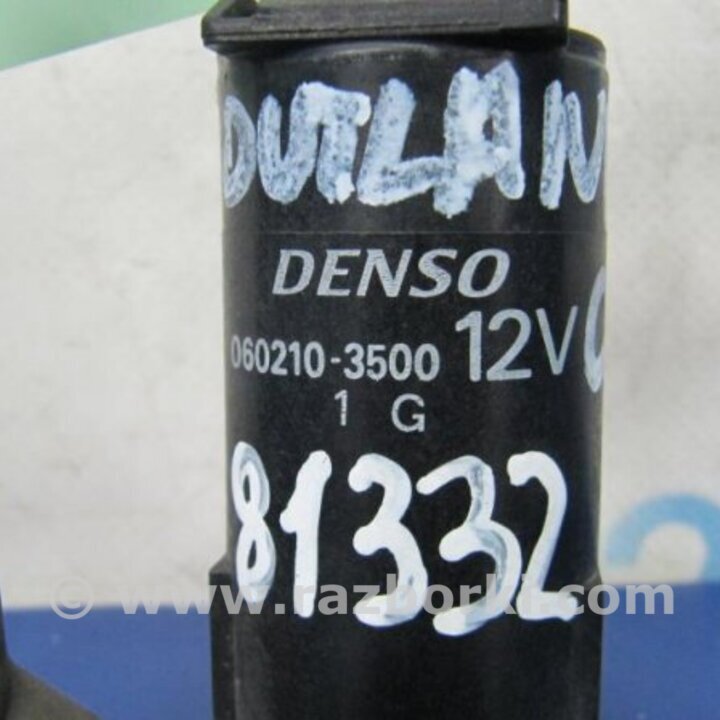 OUTLAN
DENSO
060210-3500 12V
1 G
81332
© www.razborki.com